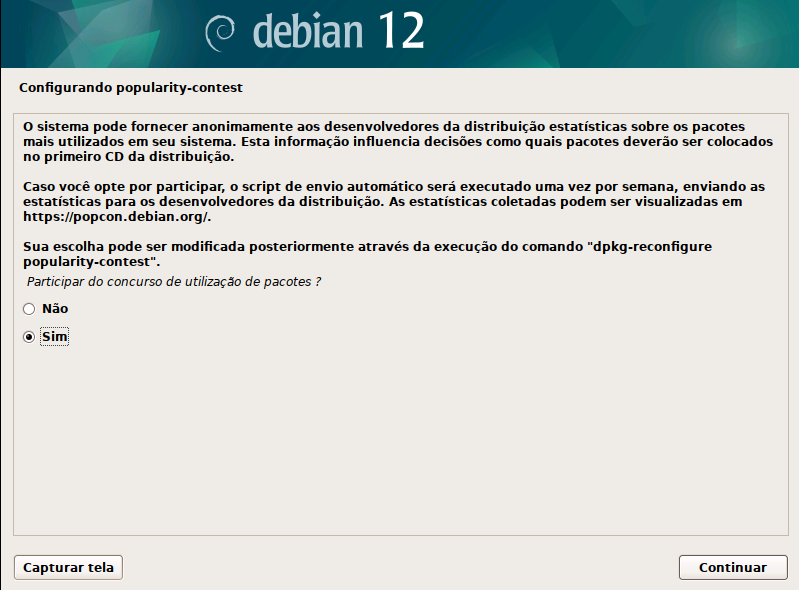 debian 12
Configurando popularity-contest
O sistema pode fornecer anonimamente aos desenvolvedores da distribuição estatísticas sobre os pacotes
mais utilizados em seu sistema. Esta informação influencia decisões como quais pacotes deverão ser colocados
no primeiro CD da distribuição.
Caso você opte por participar, o script de envio automático será executado uma vez por semana, enviando as
estatísticas para os desenvolvedores da distribuição. As estatísticas coletadas podem ser visualizadas em
https://popcon.debian.org/.
Sua escolha pode ser modificada posteriormente através da execução do comando "dpkg-reconfigure
popularity-contest".
Participar do concurso de utilização de pacotes ?
Não
Sim
Capturar tela
Continuar